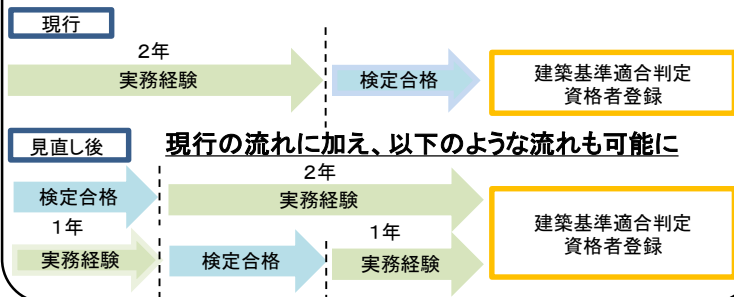 現行
2年
実務経験
検定合格
建築基準適合判定
資格者登録
見直し後
現行の流れに加え、以下のような流れも可能に
検定合格
2年
実務経験
1年
実務経験
検定合格
1年
実務経験
建築基準適合判定
資格者登録